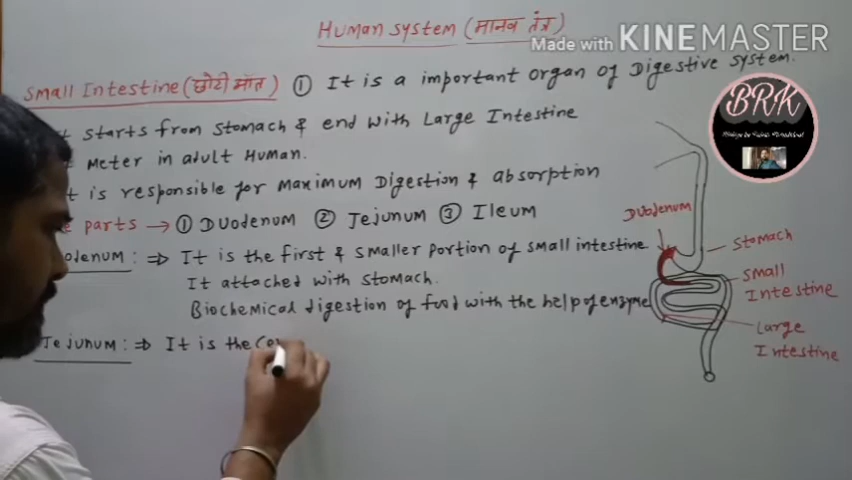 Human system (मानव तंत्र)
Made with KINEMASTER
Small Intestine (छोटी आंत) ① It is a important organ of Digestive system.
starts from stomach & end with Large Intestine
Meter in adult Human.
is responsible for maximum Digestion & absorption
parts → ① Duodenum ② Jejunum ③ Ileum
odenum :⇒ It is the first & smaller portion of small intestine
It attached with stomach.
Biochemical digestion of food with the help of enzyme
Jejunum :⇒ It is the
BRK
Duodenum
Stomach
Small
Intestine
Large
Intestine